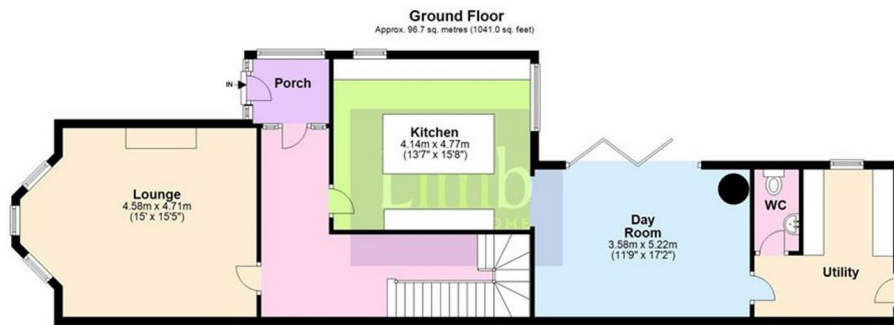 Ground Floor
Approx. 96.7 sq. metres (1041.0 sq. feet)
IN
Porch
Kitchen
4.14m x 4.77m
(13'7" x 15'8")
Limb
HOME
Lounge
4.58m x 4.71m
(15' x 15'5")
Day
Room
3.58m x 5.22m
(11'9" x 17'2")
WC
Utility